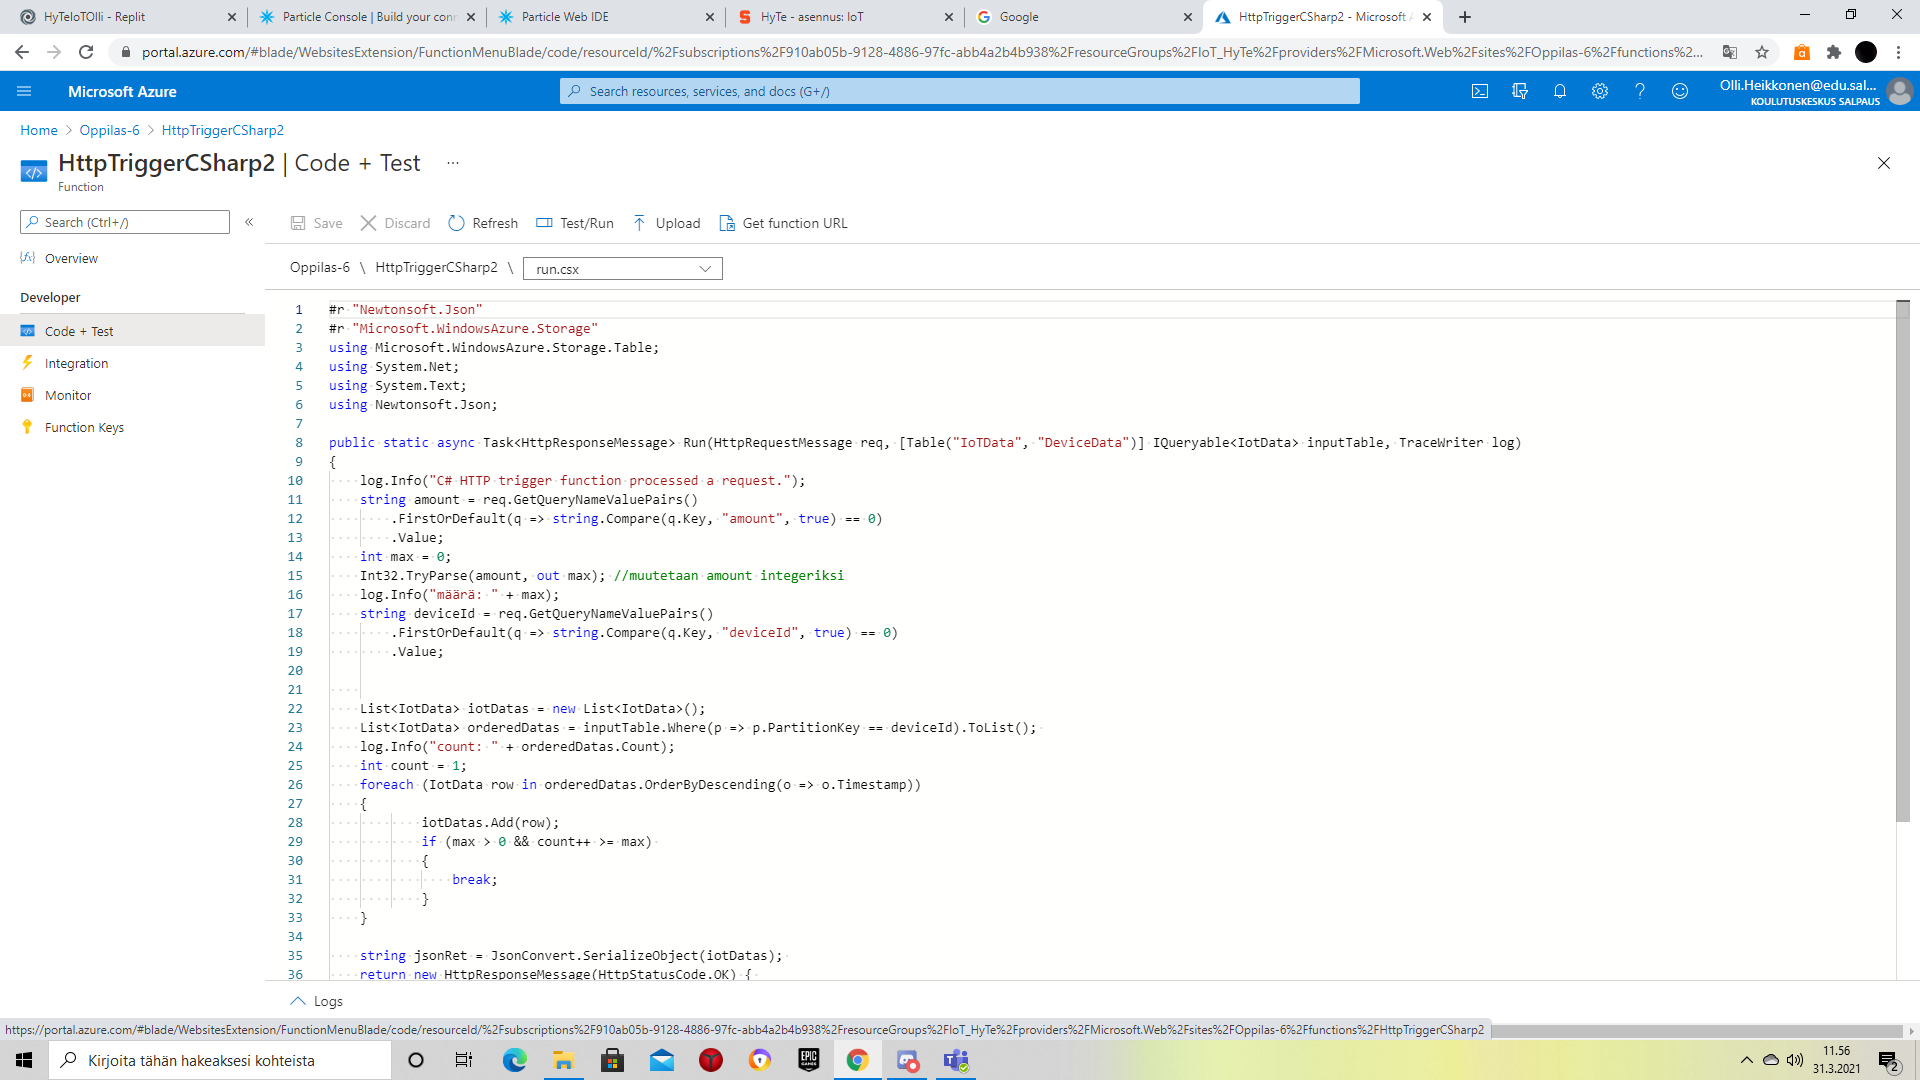 HyTeIoTOlli - Replit
Particle Console | Build your conn
Particle Web IDE
HyTe - asennus: IoT
Google
HttpTriggerCSharp2 - Microsoft A
portal.azure.com/#blade/WebsitesExtension/FunctionMenuBlade/code/resourceId/%2Fsubscriptions%2F910ab05b-9128-4886-97fc-abb4a2b4b938%2FresourceGroups%2FIoT_HyTe%2Fproviders%2FMicrosoft.Web%2Fsites%2FOppilas-6%2Ffunctions%2...
Microsoft Azure
Search resources, services, and docs (G+/)
Olli.Heikkonen@edu.sal...
KOULUTUSKESKUS SALPAUS
Home > Oppilas-6 > HttpTriggerCSharp2
HttpTriggerCSharp2 | Code + Test ...
Function
Search (Ctrl+/) «
Save Discard Refresh Test/Run Upload Get function URL
Overview
Developer
Code + Test
Integration
Monitor
Function Keys
Oppilas-6 \ HttpTriggerCSharp2 \ run.csx
1 #r "Newtonsoft.Json"
2 #r "Microsoft.WindowsAzure.Storage"
3 using Microsoft.WindowsAzure.Storage.Table;
4 using System.Net;
5 using System.Text;
6 using Newtonsoft.Json;
7
8 public static async Task<HttpResponseMessage> Run(HttpRequestMessage req, [Table("IoTData", "DeviceData")] IQueryable<IotData> inputTable, TraceWriter log)
9 {
10 log.Info("C# HTTP trigger function processed a request.");
11 string amount = req.GetQueryNameValuePairs()
12 .FirstOrDefault(q => string.Compare(q.Key, "amount", true) == 0)
13 .Value;
14 int max = 0;
15 Int32.TryParse(amount, out max); //muutetaan amount integeriksi
16 log.Info("määrä: " + max);
17 string deviceId = req.GetQueryNameValuePairs()
18 .FirstOrDefault(q => string.Compare(q.Key, "deviceId", true) == 0)
19 .Value;
20
21
22 List<IotData> iotDatas = new List<IotData>();
23 List<IotData> orderedDatas = inputTable.Where(p => p.PartitionKey == deviceId).ToList();
24 log.Info("count: " + orderedDatas.Count);
25 int count = 1;
26 foreach (IotData row in orderedDatas.OrderByDescending(o => o.Timestamp))
27 {
28 iotDatas.Add(row);
29 if (max > 0 && count++ >= max)
30 {
31 break;
32 }
33 }
34
35 string jsonRet = JsonConvert.SerializeObject(iotDatas);
36 return new HttpResponseMessage(HttpStatusCode.OK) {
Logs
https://portal.azure.com/#blade/WebsitesExtension/FunctionMenuBlade/code/resourceId/%2Fsubscriptions%2F910ab05b-9128-4886-97fc-abb4a2b4b938%2FresourceGroups%2FIoT_HyTe%2Fproviders%2FMicrosoft.Web%2Fsites%2FOppilas-6%2Ffunctions%2FHttpTriggerCSharp2
Kirjoita tähän hakeaksesi kohteista
EPIC GAMES
11.56
31.3.2021
2